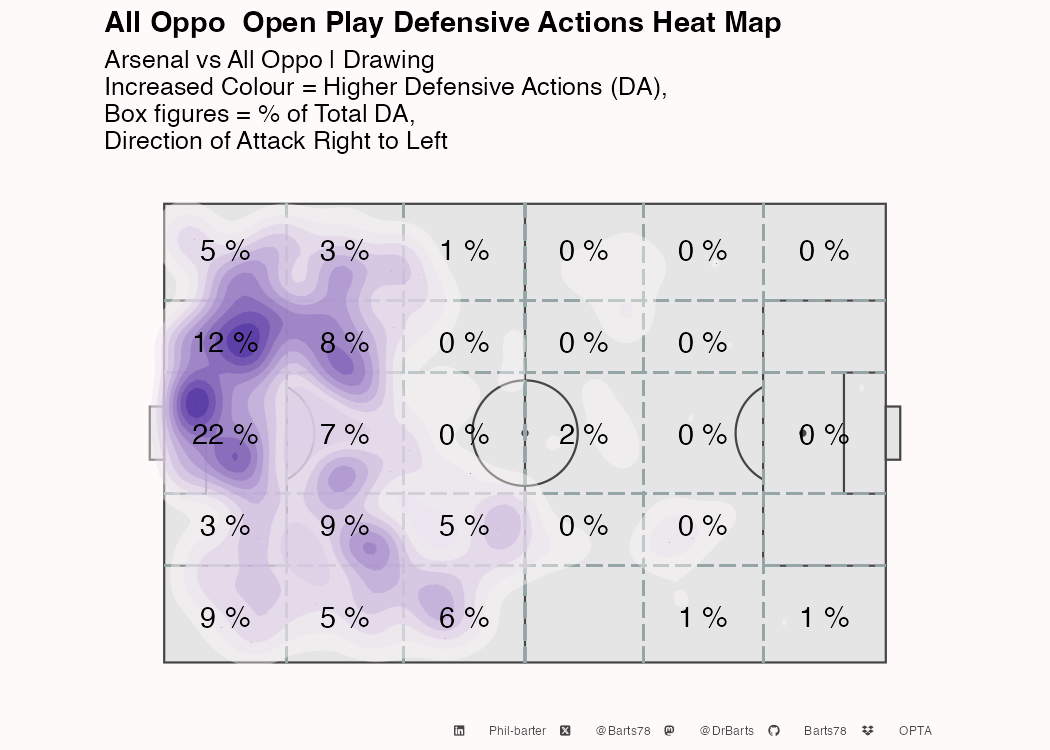 All Oppo  Open Play Defensive Actions Heat Map
Arsenal vs All Oppo | Drawing
Increased Colour = Higher Defensive Actions (DA),
Box figures = % of Total DA,
Direction of Attack Right to Left
5 % 3 % 1 % 0 % 0 % 0 %
12 % 8 % 0 % 0 % 0 %
22 % 7 % 0 % 2 % 0 % 0 %
3 % 9 % 5 % 0 % 0 %
9 % 5 % 6 % 1 % 1 %
Phil-barter @Barts78 @DrBarts Barts78 OPTA